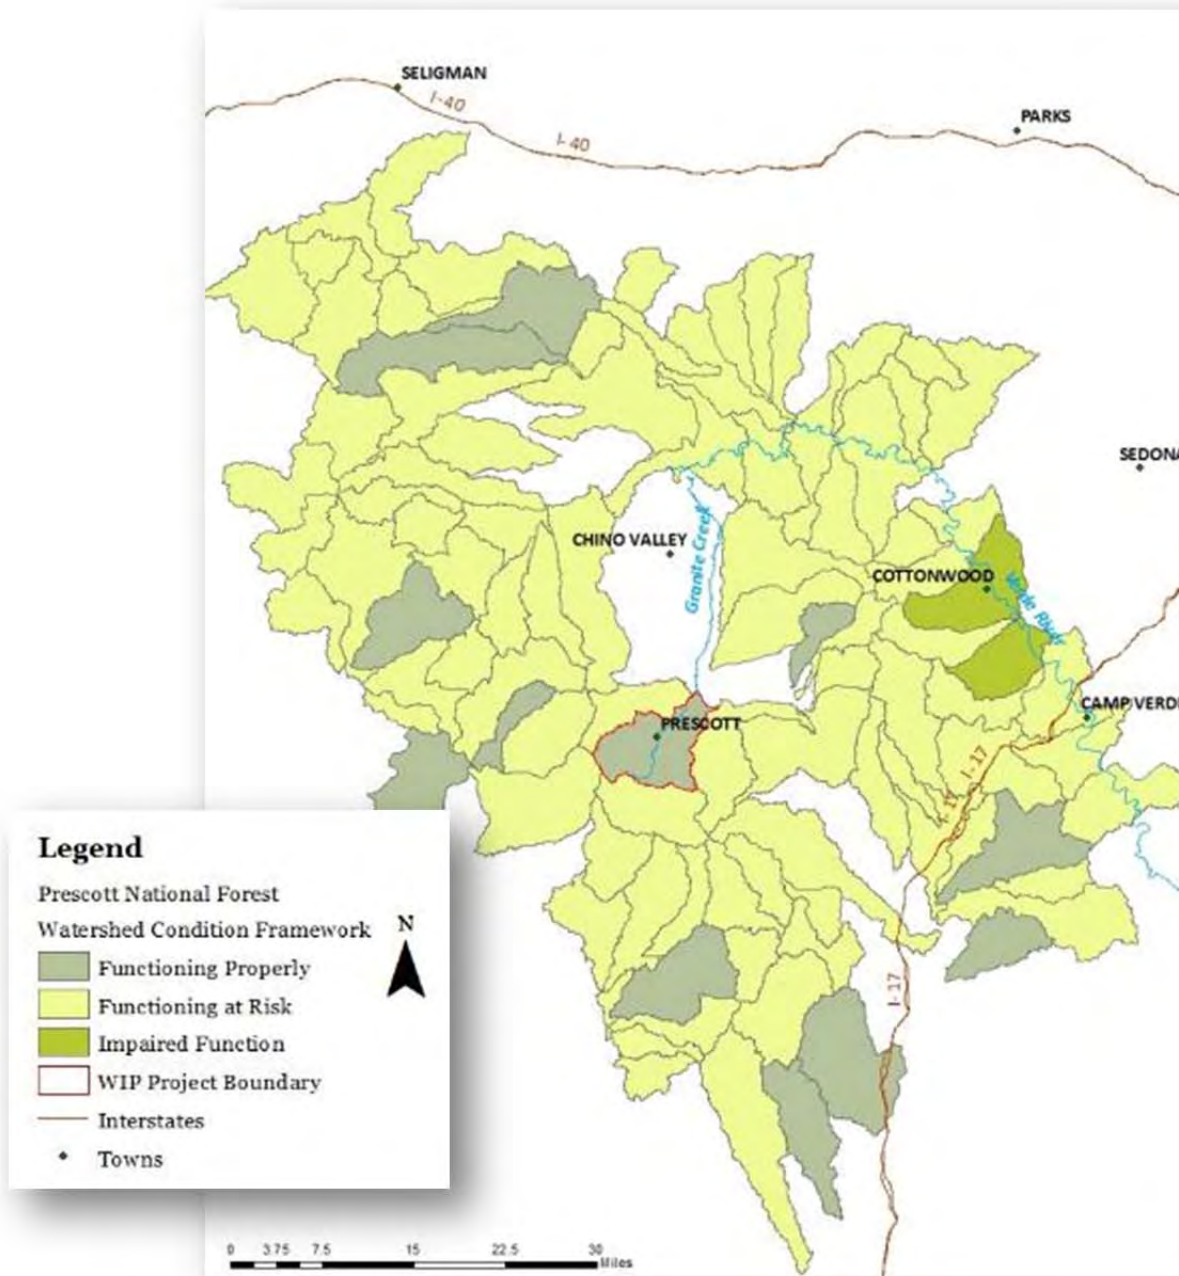 SELIGMAN
I-40
I-40
PARKS
SEDONA
CHINO VALLEY
Granite Creek
COTTONWOOD
Verde River
PRESCOTT
CAMP VERDE
I-17
I-17
I-17
Legend
Prescott National Forest
Watershed Condition Framework
N
Functioning Properly
Functioning at Risk
Impaired Function
WIP Project Boundary
Interstates
Towns
0 3.75 7.5 15 22.5 30
Miles